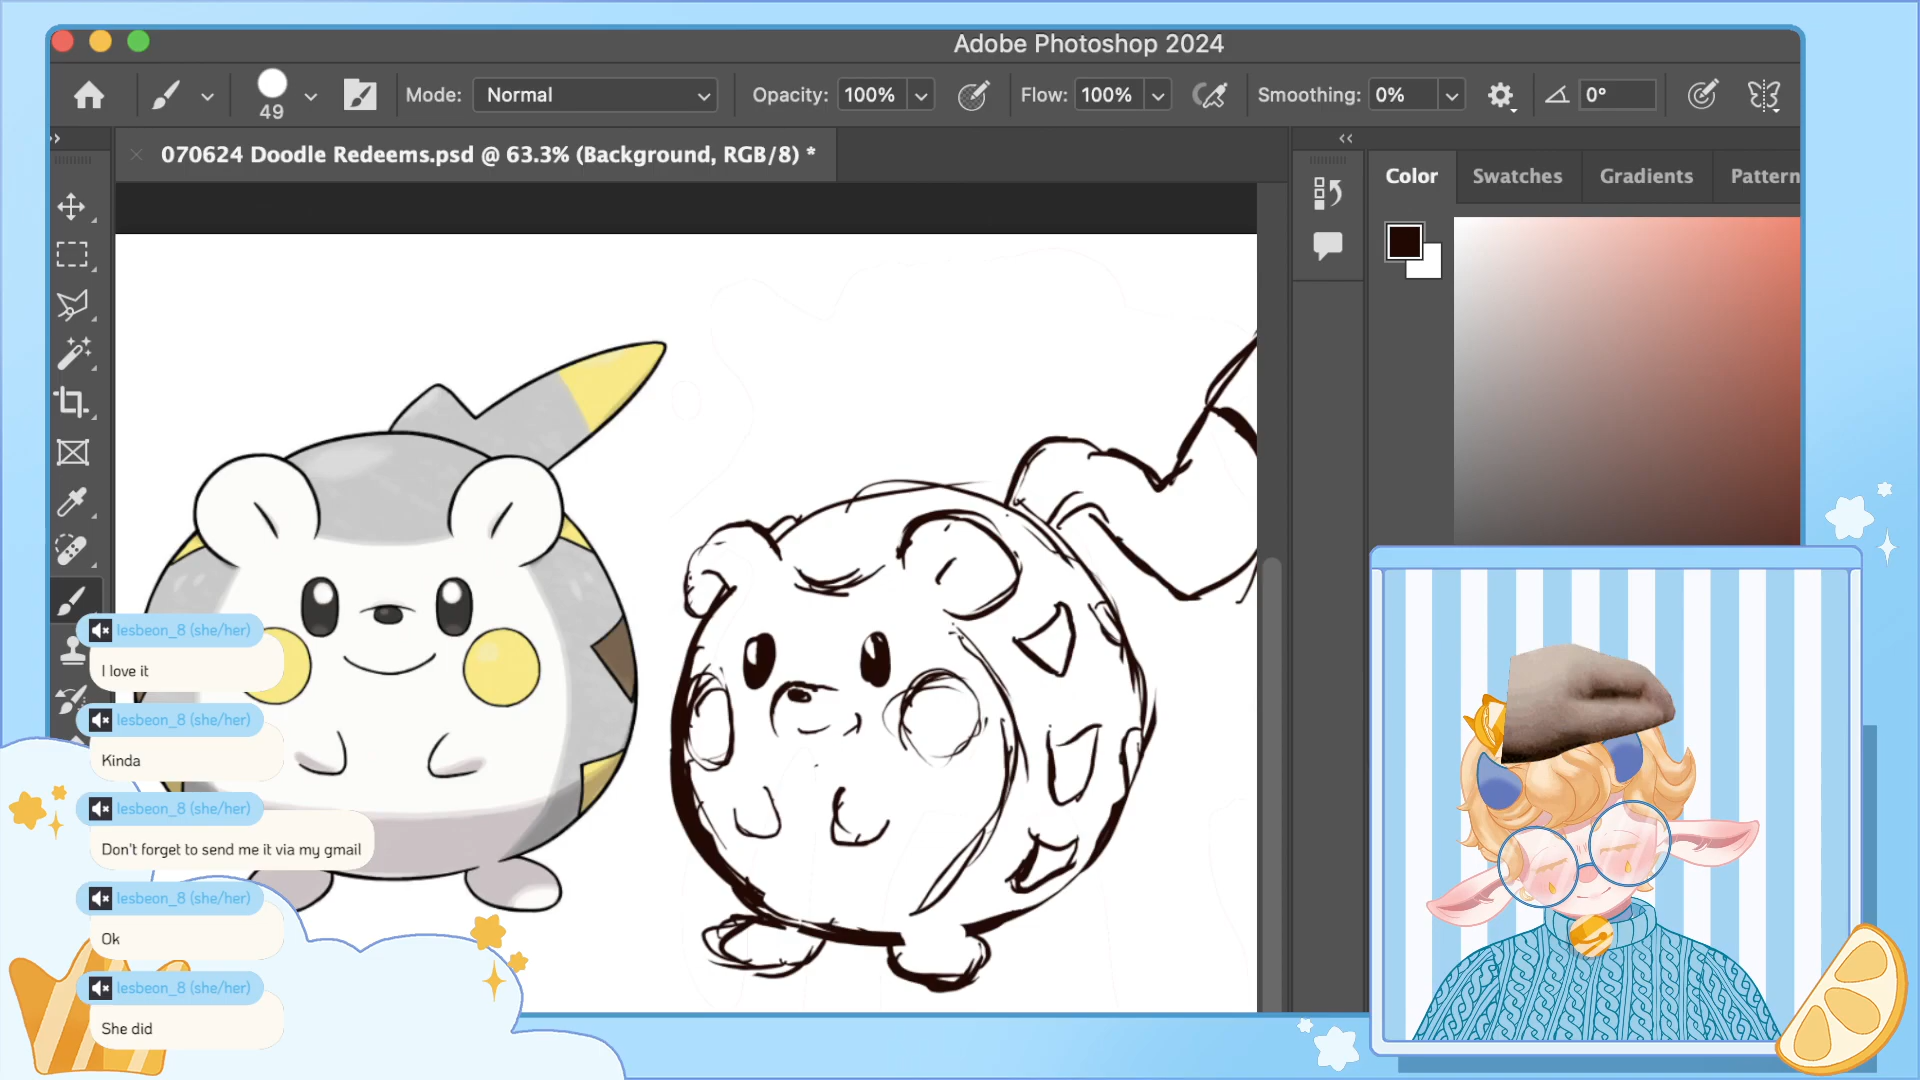 Adobe Photoshop 2024
49
Mode: Normal
Opacity: 100%
Flow: 100%
Smoothing: 0%
0°
070624 Doodle Redeems.psd @ 63.3% (Background, RGB/8) *
Color
Swatches
Gradients
Pattern
lesbeon_8 (she/her)
I love it
lesbeon_8 (she/her)
Kinda
lesbeon_8 (she/her)
Don't forget to send me it via my gmail
lesbeon_8 (she/her)
Ok
lesbeon_8 (she/her)
She did